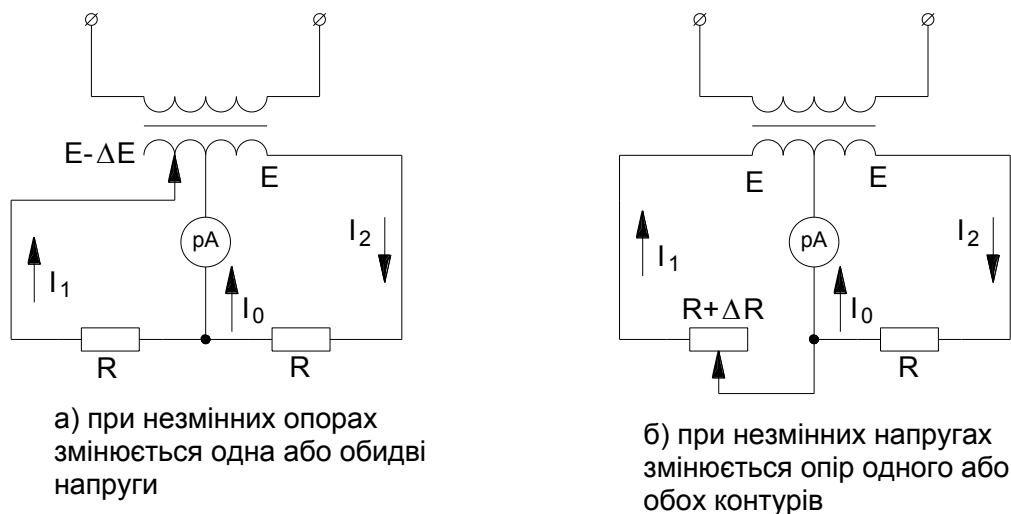 E-ΔE
E
pA
I₁
I₂
I₀
R
R
а) при незмінних опорах
змінюється одна або обидві
напруги
E
E
pA
I₁
I₂
R+ΔR
I₀
R
б) при незмінних напругах
змінюється опір одного або
обох контурів